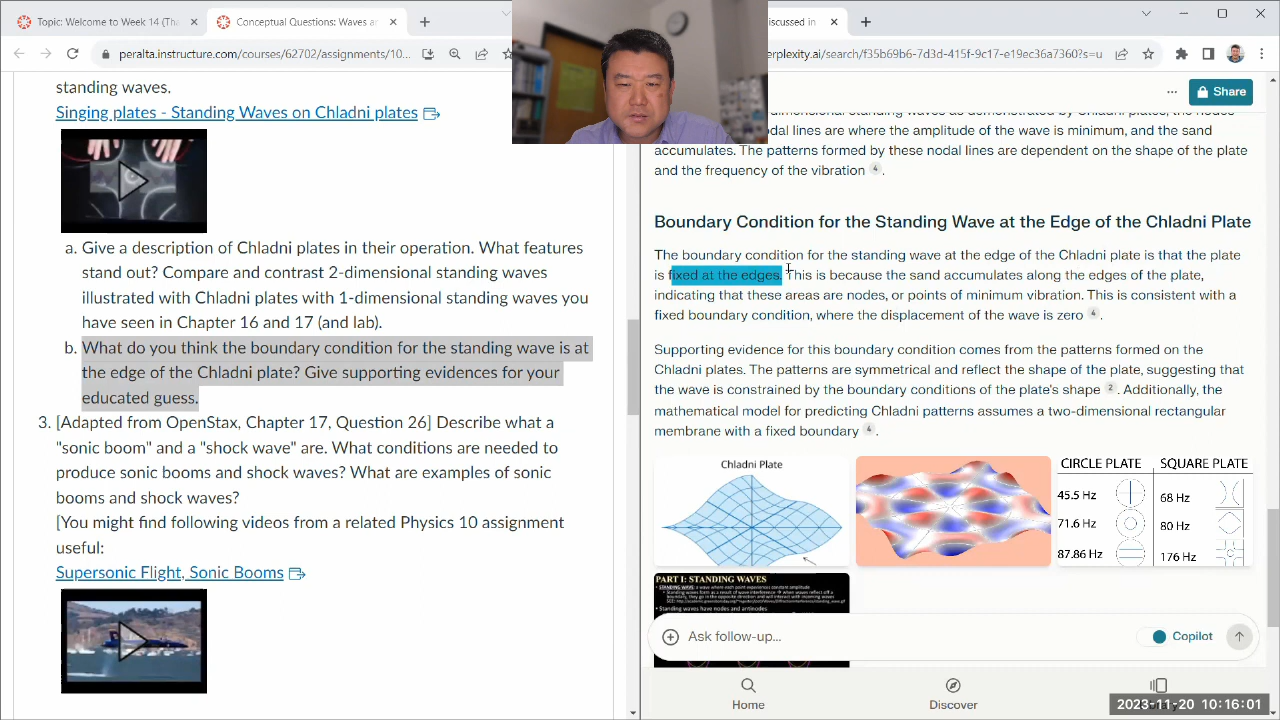 Topic: Welcome to Week 14 (Th
Conceptual Questions: Waves a
iscussed in
peralta.instructure.com/courses/62702/assignments/10...
erplexity.ai/search/f35b69b6-7d3d-415f-9c17-e19ec36a7360?s=u
standing waves.
Singing plates - Standing Waves on Chladni plates
a. Give a description of Chladni plates in their operation. What features
stand out? Compare and contrast 2-dimensional standing waves
illustrated with Chladni plates with 1-dimensional standing waves you
have seen in Chapter 16 and 17 (and lab).
b. What do you think the boundary condition for the standing wave is at
the edge of the Chladni plate? Give supporting evidences for your
educated guess.
3. [Adapted from OpenStax, Chapter 17, Question 26] Describe what a
"sonic boom" and a "shock wave" are. What conditions are needed to
produce sonic booms and shock waves? What are examples of sonic
booms and shock waves?
[You might find following videos from a related Physics 10 assignment
useful:
Supersonic Flight, Sonic Booms
Share
dal lines are where the amplitude of the wave is minimum, and the sand
accumulates. The patterns formed by these nodal lines are dependent on the shape of the plate
and the frequency of the vibration 4.
Boundary Condition for the Standing Wave at the Edge of the Chladni Plate
The boundary condition for the standing wave at the edge of the Chladni plate is that the plate
is fixed at the edges. This is because the sand accumulates along the edges of the plate,
indicating that these areas are nodes, or points of minimum vibration. This is consistent with a
fixed boundary condition, where the displacement of the wave is zero 4.
Supporting evidence for this boundary condition comes from the patterns formed on the
Chladni plates. The patterns are symmetrical and reflect the shape of the plate, suggesting that
the wave is constrained by the boundary conditions of the plate's shape 2. Additionally, the
mathematical model for predicting Chladni patterns assumes a two-dimensional rectangular
membrane with a fixed boundary 4.
Chladni Plate
CIRCLE PLATE SQUARE PLATE
45.5 Hz 68 Hz
71.6 Hz 80 Hz
87.86 Hz 176 Hz
PART I: STANDING WAVES
Standing waves have nodes and antinodes
Ask follow-up...
Copilot
Home
Discover
2023-11-20 10:16:01